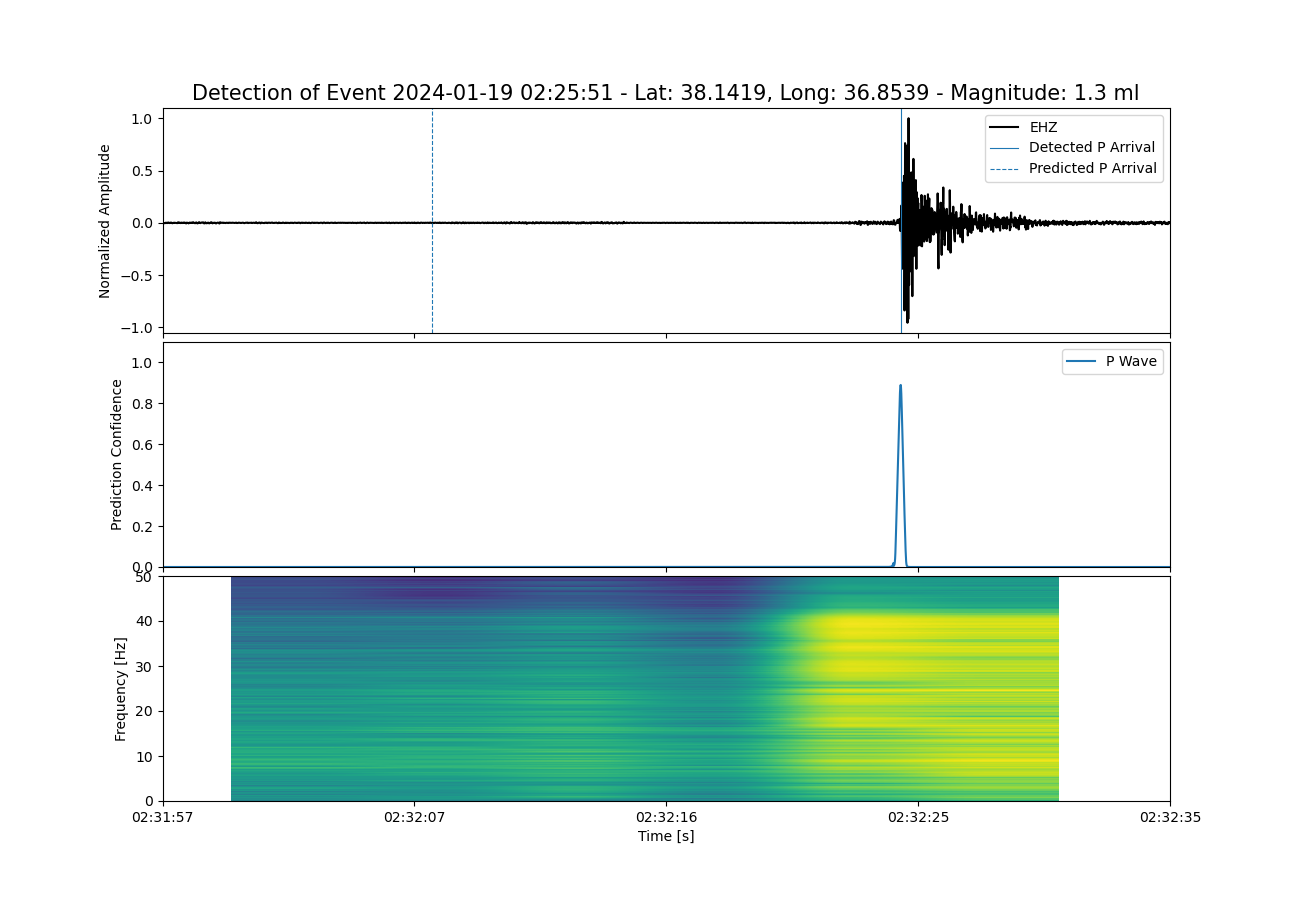 Detection of Event 2024-01-19 02:25:51 - Lat: 38.1419, Long: 36.8539 - Magnitude: 1.3 ml
1.0
0.5
0.0
−0.5
−1.0
Normalized Amplitude
EHZ
Detected P Arrival
Predicted P Arrival
1.0
0.8
0.6
0.4
0.2
0.0
Prediction Confidence
P Wave
50
40
30
20
10
0
Frequency [Hz]
02:31:57 02:32:07 02:32:16 02:32:25 02:32:35
Time [s]